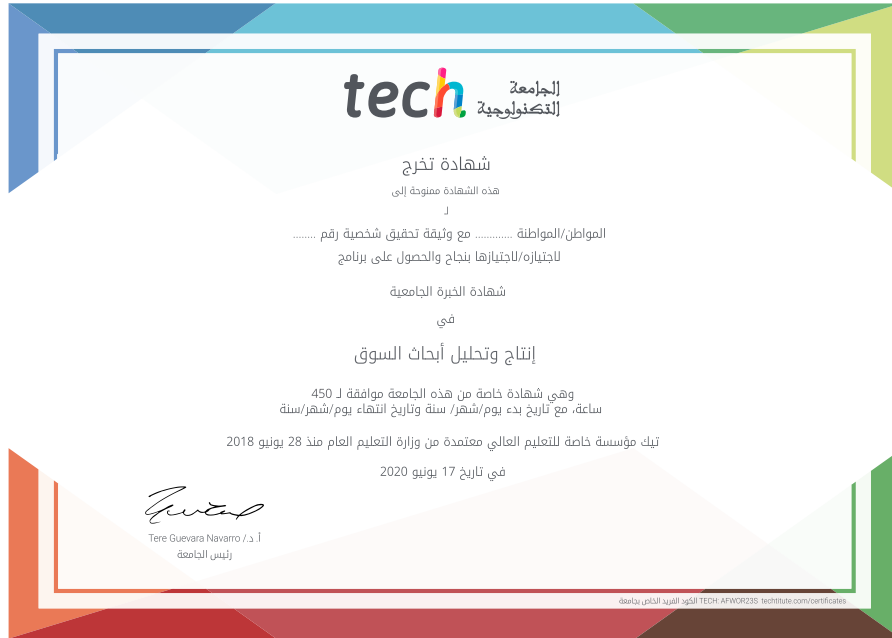 tech الجامعة
التكنولوجية
شهادة تخرج
هذه الشهادة ممنوحة إلى
لـ
المواطن/المواطنة ............. مع وثيقة تحقيق شخصية رقم ........
لاجتيازه/لاجتيازها بنجاح والحصول على برنامج
شهادة الخبرة الجامعية
في
إنتاج وتحليل أبحاث السوق
وهي شهادة خاصة من هذه الجامعة موافقة لـ 450
ساعة، مع تاريخ بدء يوم/شهر/ سنة وتاريخ انتهاء يوم/شهر/سنة
تيك مؤسسة خاصة للتعليم العالي معتمدة من وزارة التعليم العام منذ 28 يونيو 2018
في تاريخ 17 يونيو 2020
أ. د./ Tere Guevara Navarro
رئيس الجامعة
الكود الفريد الخاص بجامعة TECH: AFWOR23S techtitute.com/certificates